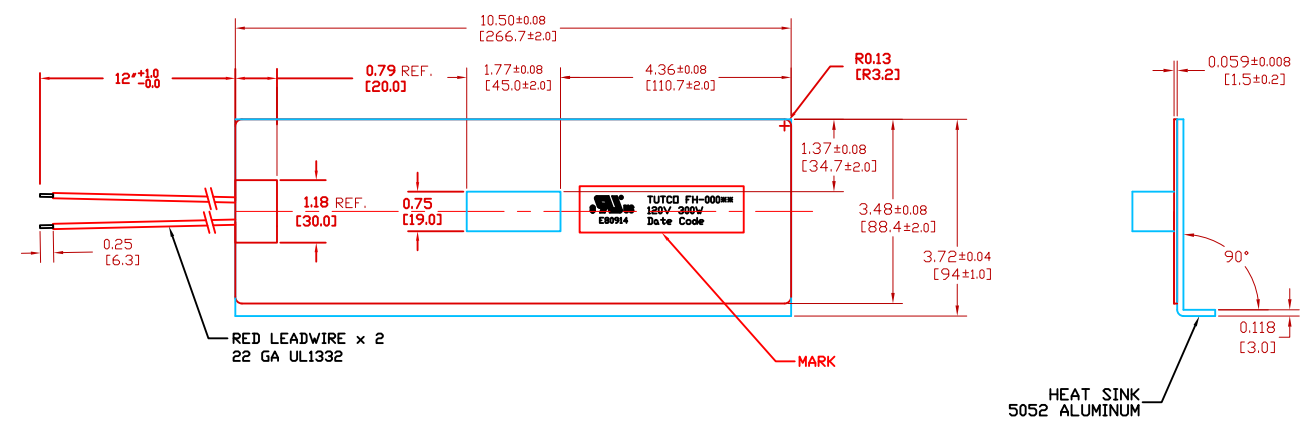 10.50±0.08
[266.7±2.0]
12"+1.0
-0.0
0.79 REF.
[20.0]
1.77±0.08
[45.0±2.0]
4.36±0.08
[110.7±2.0]
R0.13
[R3.2]
0.059±0.008
[1.5±0.2]
1.37±0.08
[34.7±2.0]
1.18 REF.
[30.0]
0.75
[19.0]
TUTCO FH-000**
120V 300W
E80914
Date Code
3.48±0.08
[88.4±2.0]
3.72±0.04
[94±1.0]
0.25
[6.3]
90°
0.118
[3.0]
RED LEADWIRE x 2
22 GA UL1332
MARK
HEAT SINK
5052 ALUMINUM